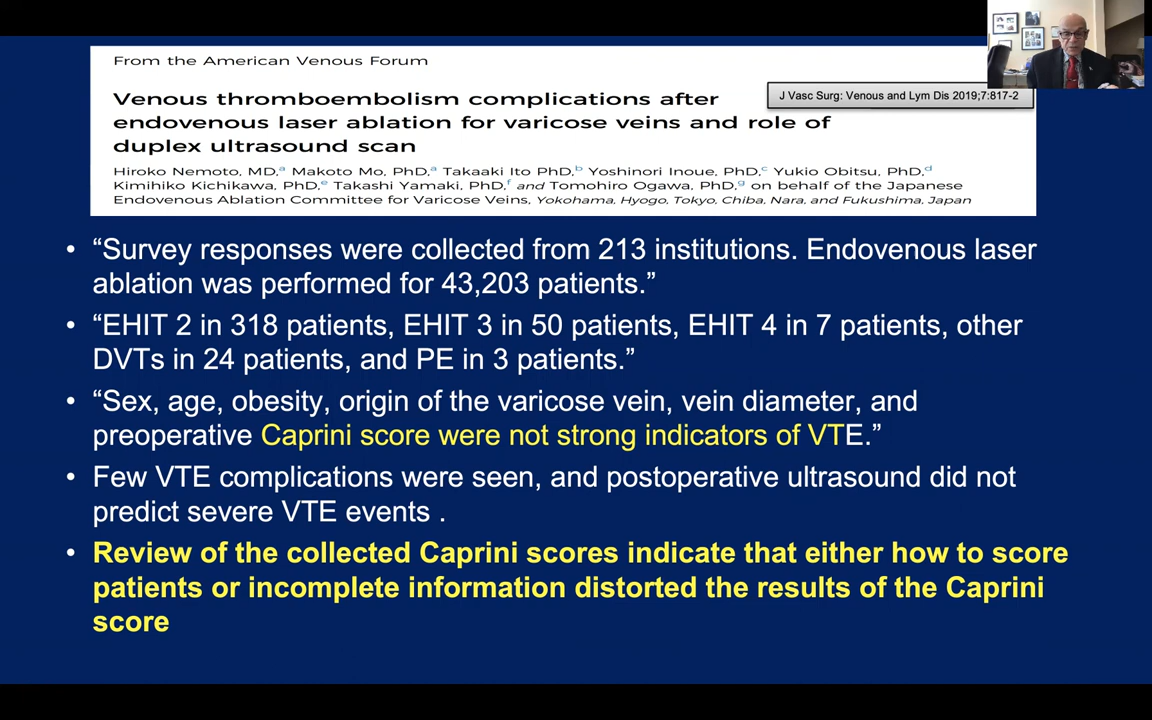 From the American Venous Forum
J Vasc Surg: Venous and Lym Dis 2019;7:817-2
Venous thromboembolism complications after
endovenous laser ablation for varicose veins and role of
duplex ultrasound scan
Hiroko Nemoto, MD,a Makoto Mo, PhD,a Takaaki Ito PhD,b Yoshinori Inoue, PhD,c Yukio Obitsu, PhD,d
Kimihiko Kichikawa, PhD,e Takashi Yamaki, PhD,f and Tomohiro Ogawa, PhD,g on behalf of the Japanese
Endovenous Ablation Committee for Varicose Veins, Yokohama, Hyogo, Tokyo, Chiba, Nara, and Fukushima, Japan
• “Survey responses were collected from 213 institutions. Endovenous laser
ablation was performed for 43,203 patients.”
• “EHIT 2 in 318 patients, EHIT 3 in 50 patients, EHIT 4 in 7 patients, other
DVTs in 24 patients, and PE in 3 patients.”
• “Sex, age, obesity, origin of the varicose vein, vein diameter, and
preoperative Caprini score were not strong indicators of VTE.”
• Few VTE complications were seen, and postoperative ultrasound did not
predict severe VTE events .
• Review of the collected Caprini scores indicate that either how to score
patients or incomplete information distorted the results of the Caprini
score